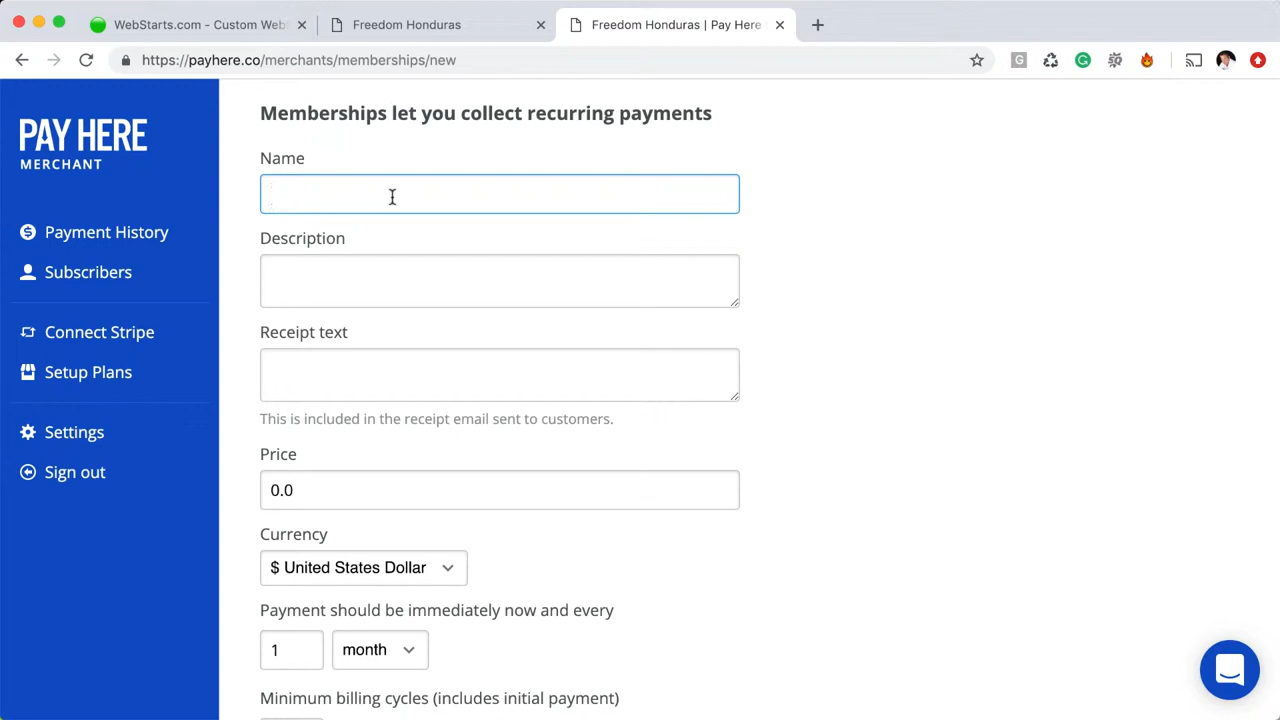 WebStarts.com - Custom Web
Freedom Honduras
Freedom Honduras | Pay Here
https://payhere.co/merchants/memberships/new
PAY HERE
MERCHANT
Payment History
Subscribers
Connect Stripe
Setup Plans
Settings
Sign out
Memberships let you collect recurring payments
Name
Description
Receipt text
This is included in the receipt email sent to customers.
Price
0.0
Currency
$ United States Dollar
Payment should be immediately now and every
1 month
Minimum billing cycles (includes initial payment)